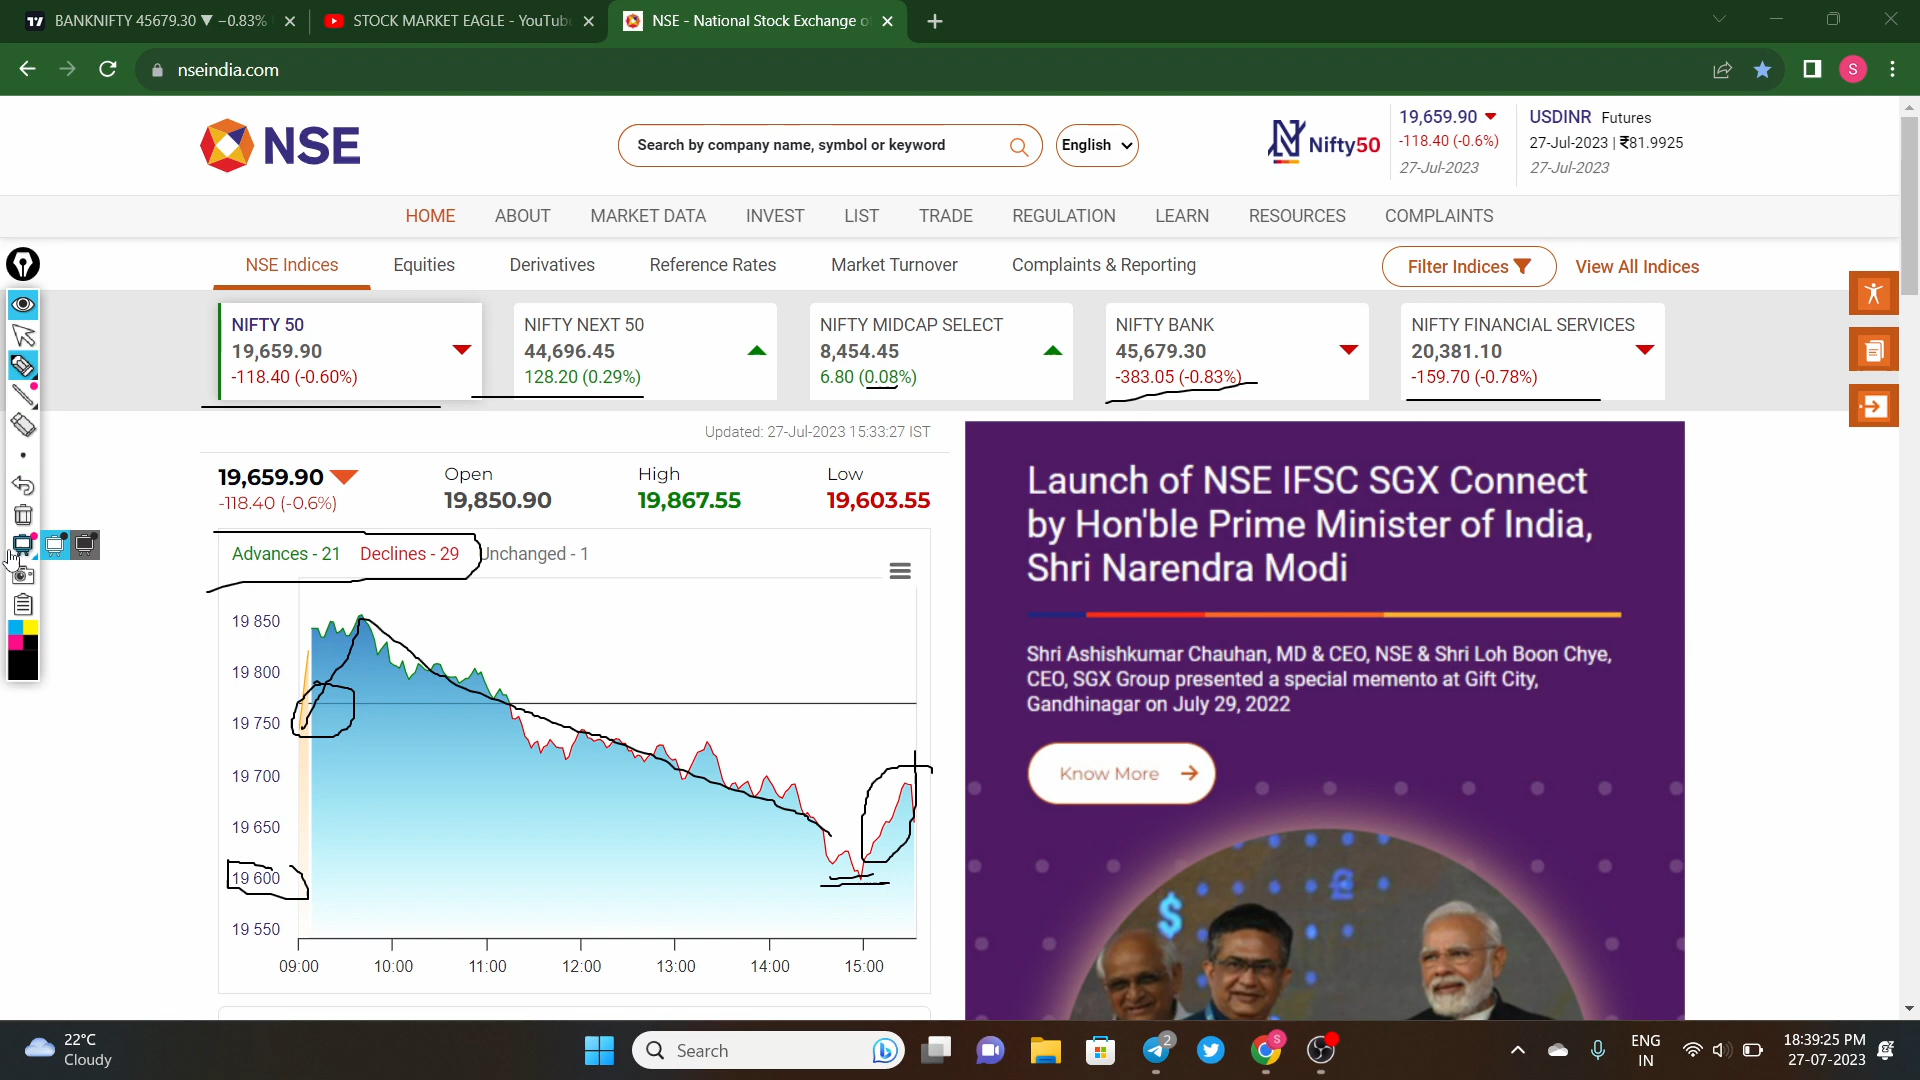 BANKNIFTY 45679.30 ▼ −0.83%
STOCK MARKET EAGLE - YouTub
NSE - National Stock Exchange o
nseindia.com
S
NSE
Search by company name, symbol or keyword
English
Nifty50
19,659.90
-118.40 (-0.6%)
27-Jul-2023
USDINR Futures
27-Jul-2023 | ₹81.9925
27-Jul-2023
HOME ABOUT MARKET DATA INVEST LIST TRADE REGULATION LEARN RESOURCES COMPLAINTS
NSE Indices Equities Derivatives Reference Rates Market Turnover Complaints & Reporting
Filter Indices
View All Indices
NIFTY 50
19,659.90
-118.40 (-0.60%)
NIFTY NEXT 50
44,696.45
128.20 (0.29%)
NIFTY MIDCAP SELECT
8,454.45
6.80 (0.08%)
NIFTY BANK
45,679.30
-383.05 (-0.83%)
NIFTY FINANCIAL SERVICES
20,381.10
-159.70 (-0.78%)
Updated: 27-Jul-2023 15:33:27 IST
19,659.90
-118.40 (-0.6%)
Open
19,850.90
High
19,867.55
Low
19,603.55
Advances - 21 Declines - 29 Unchanged - 1
19 850
19 800
19 750
19 700
19 650
19 600
19 550
09:00 10:00 11:00 12:00 13:00 14:00 15:00
Launch of NSE IFSC SGX Connect
by Hon'ble Prime Minister of India,
Shri Narendra Modi
Shri Ashishkumar Chauhan, MD & CEO, NSE & Shri Loh Boon Chye,
CEO, SGX Group presented a special memento at Gift City,
Gandhinagar on July 29, 2022
Know More
22°C
Cloudy
Search
2
S
ENG
IN
18:39:25 PM
27-07-2023